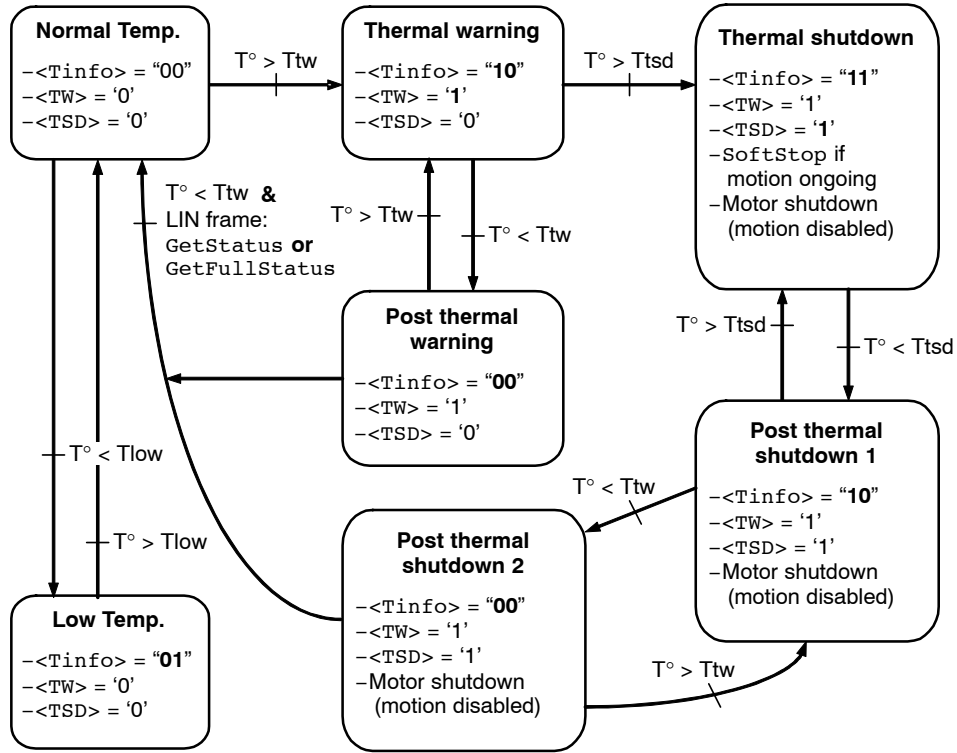 Normal Temp.
–<Tinfo> = “00”
–<TW> = ‘0’
–<TSD> = ‘0’
T° > Ttw
Thermal warning
–<Tinfo> = “10”
–<TW> = ‘1’
–<TSD> = ‘0’
T° > Ttsd
Thermal shutdown
–<Tinfo> = “11”
–<TW> = ‘1’
–<TSD> = ‘1’
–SoftStop if
motion ongoing
–Motor shutdown
(motion disabled)
T° < Ttw &
LIN frame:
GetStatus or
GetFullStatus
T° > Ttw
T° < Ttw
Post thermal
warning
–<Tinfo> = “00”
–<TW> = ‘1’
–<TSD> = ‘0’
T° > Ttsd
T° < Ttsd
Post thermal
shutdown 1
–<Tinfo> = “10”
–<TW> = ‘1’
–<TSD> = ‘1’
–Motor shutdown
(motion disabled)
T° < Tlow
T° > Tlow
T° < Ttw
Post thermal
shutdown 2
–<Tinfo> = “00”
–<TW> = ‘1’
–<TSD> = ‘1’
–Motor shutdown
(motion disabled)
T° > Ttw
Low Temp.
–<Tinfo> = “01”
–<TW> = ‘0’
–<TSD> = ‘0’